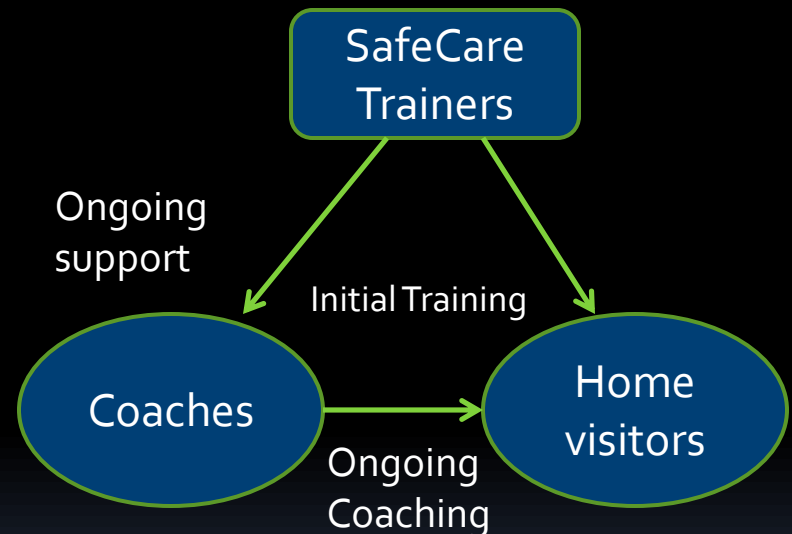 SafeCare
Trainers
Ongoing
support
Initial Training
Coaches
Home
visitors
Ongoing
Coaching